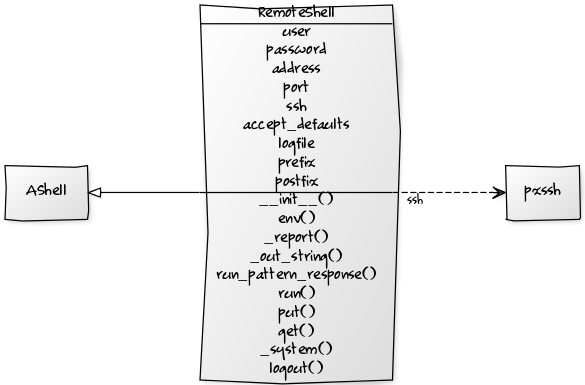 RemoteShell
user
password
address
port
ssh
accept_defaults
logfile
prefix
postfix
AShell
pxssh
ssh
__init__()
env()
_report()
_out_string()
run_pattern_response()
run()
put()
get()
_system()
logout()